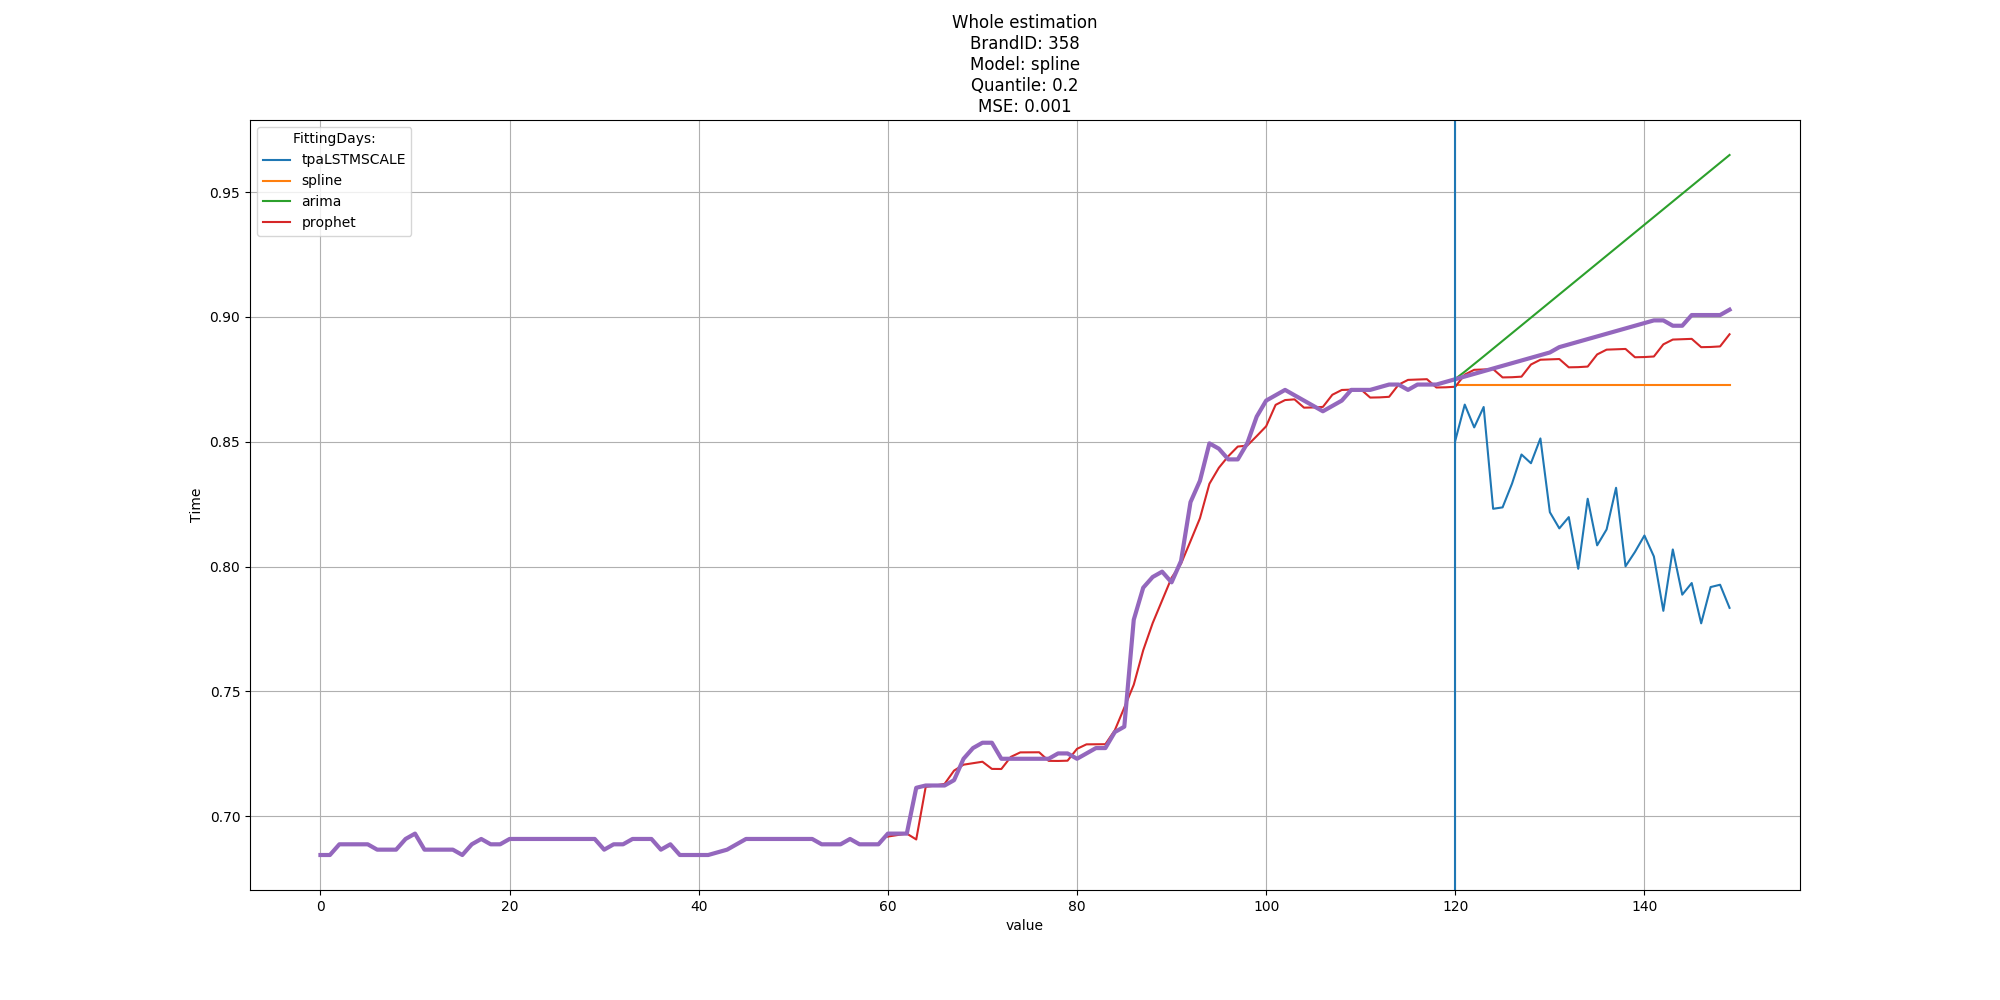 Whole estimation
BrandID: 358
Model: spline
Quantile: 0.2
MSE: 0.001
FittingDays:
tpaLSTMSCALE
spline
arima
prophet
0.95
0.90
0.85
0.80
0.75
0.70
Time
0 20 40 60 80 100 120 140
value